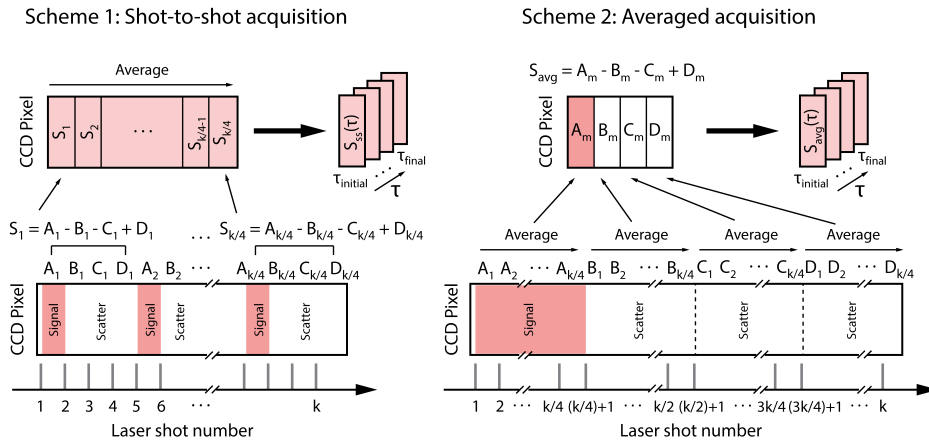 Scheme 1: Shot-to-shot acquisition
Average
CCD Pixel
S1 S2 ... Sk/4-1 Sk/4
Sss(τ)
τinitial ... τfinal
τ
S1 = A1 - B1 - C1 + D1 ... Sk/4 = Ak/4 - Bk/4 - Ck/4 + Dk/4
A1 B1 C1 D1 A2 B2 ... Ak/4 Bk/4 Ck/4 Dk/4
CCD Pixel
Signal Scatter Signal Scatter Signal Scatter
1 2 3 4 5 6 ... k
Laser shot number
Scheme 2: Averaged acquisition
Savg = Am - Bm - Cm + Dm
CCD Pixel
Am Bm Cm Dm
Savg(τ)
τinitial ... τfinal
τ
Average Average Average Average
A1 A2 ... Ak/4 B1 B2 ... Bk/4 C1 C2 ... Ck/4 D1 D2 ... Dk/4
CCD Pixel
Signal Scatter Scatter Scatter
1 2 ... k/4 (k/4)+1 ... k/2 (k/2)+1 ... 3k/4 (3k/4)+1 ... k
Laser shot number